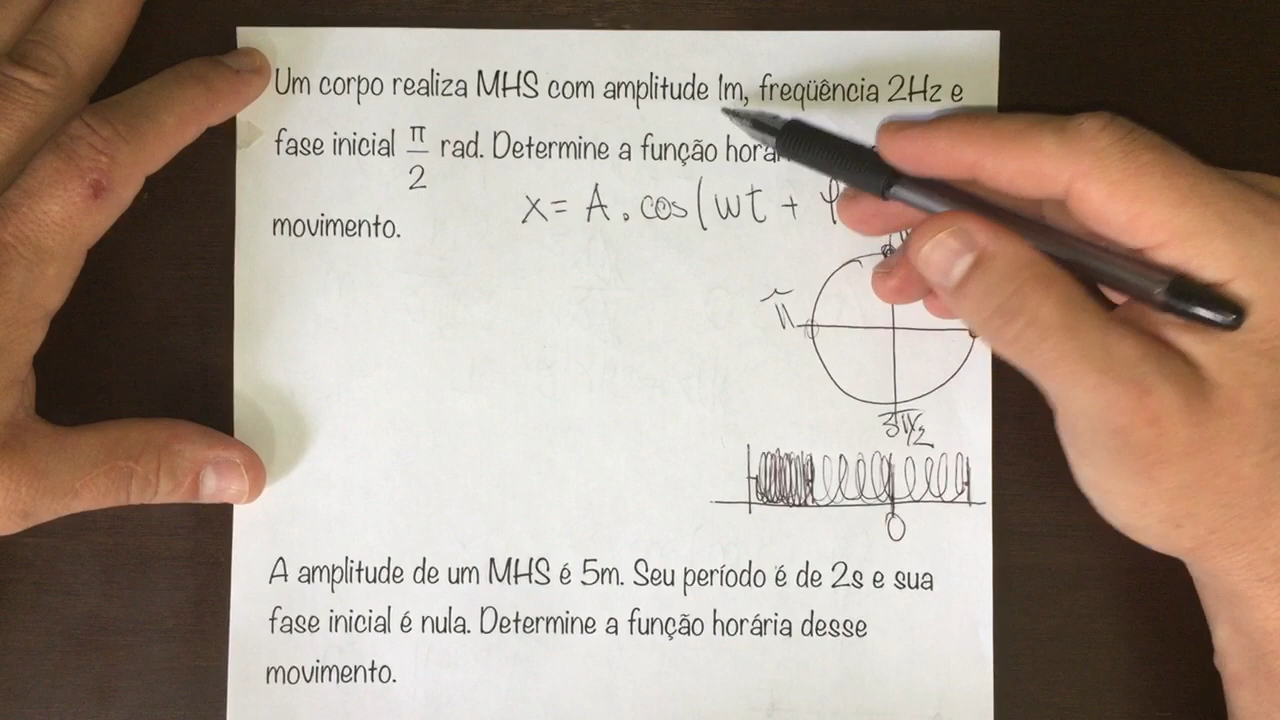 Um corpo realiza MHS com amplitude 1m, freqüência 2Hz e
fase inicial π/2 rad. Determine a função
movimento.
x = A . cos(wt + φ
π
3π/2
0
A amplitude de um MHS é 5m. Seu período é de 2s e sua
fase inicial é nula. Determine a função horária desse
movimento.